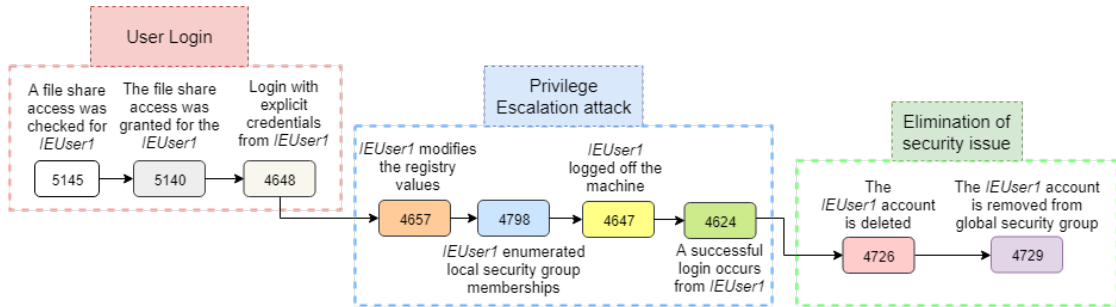 User Login
A file share
access was
checked for
IEUser1
The file share
access was
granted for the
IEUser1
Login with
explicit
credentials
from IEUser1
5145
5140
4648
Privilege
Escalation attack
IEUser1 modifies
the registry
values
IEUser1
logged off the
machine
4657
4798
4647
4624
IEUser1 enumerated
local security group
memberships
A successful
login occurs
from IEUser1
Elimination of
security issue
The
IEUser1 account
is deleted
The IEUser1 account
is removed from
global security group
4726
4729